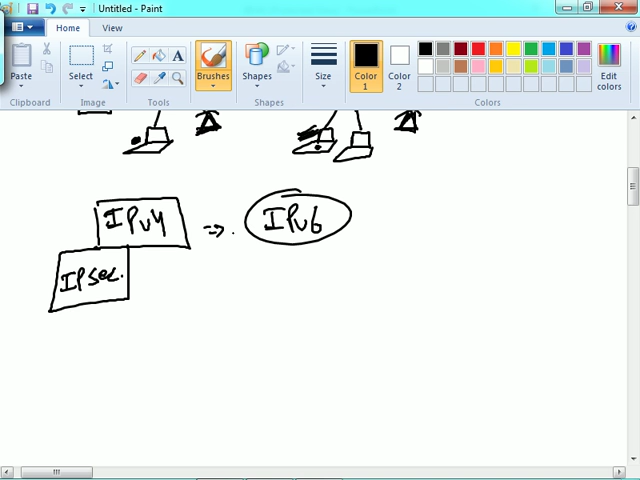 Untitled - Paint
Home View
Paste
Select
Brushes
Shapes
Size
Color 1
Color 2
Edit colors
Clipboard
Image
Tools
Shapes
Colors
IPv4 => IPv6
IPsec.